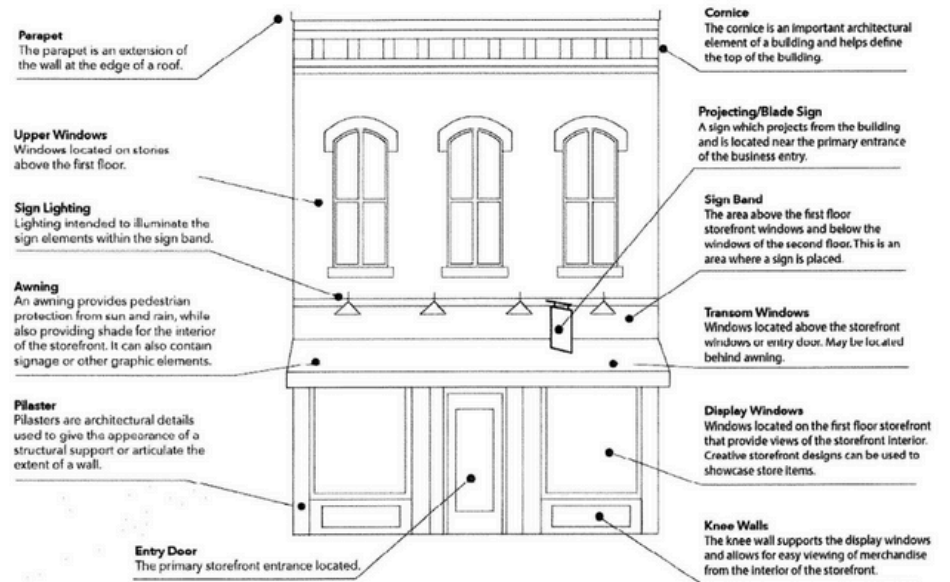 Parapet
The parapet is an extension of
the wall at the edge of a roof.
Upper Windows
Windows located on stories
above the first floor.
Sign Lighting
Lighting intended to illuminate the
sign elements within the sign band.
Awning
An awning provides pedestrian
protection from sun and rain, while
also providing shade for the interior
of the storefront. It can also contain
signage or other graphic elements.
Pilaster
Pilasters are architectural details
used to give the appearance of a
structural support or articulate the
extent of a wall.
Entry Door
The primary storefront entrance located.
Cornice
The cornice is an important architectural
element of a building and helps define
the top of the building.
Projecting/Blade Sign
A sign which projects from the building
and is located near the primary entrance
of the business entry.
Sign Band
The area above the first floor
storefront windows and below the
windows of the second floor. This is an
area where a sign is placed.
Transom Windows
Windows located above the storefront
windows or entry door. May be located
behind awning.
Display Windows
Windows located on the first floor storefront
that provide views of the storefront interior.
Creative storefront designs can be used to
showcase store items.
Knee Walls
The knee wall supports the display windows
and allows for easy viewing of merchandise
from the interior of the storefront.